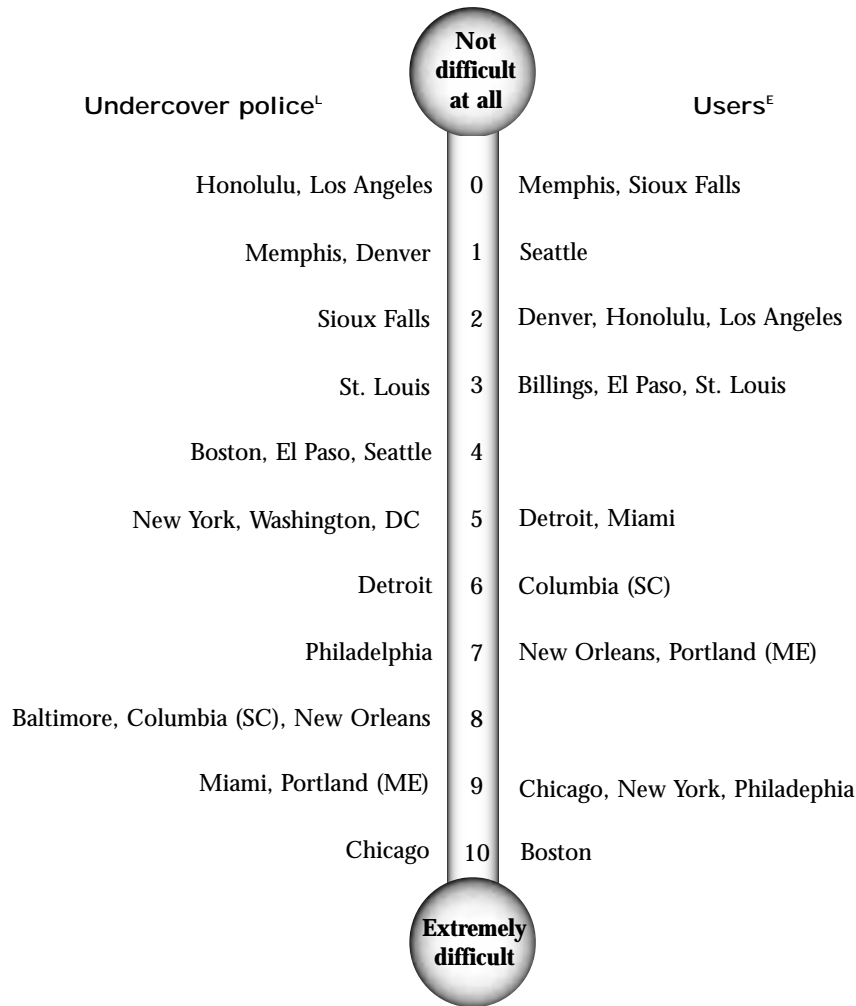 Not
difficult
at all
Undercover policeL
UsersE
Honolulu, Los Angeles 0 Memphis, Sioux Falls
Memphis, Denver 1 Seattle
Sioux Falls 2 Denver, Honolulu, Los Angeles
St. Louis 3 Billings, El Paso, St. Louis
Boston, El Paso, Seattle 4
New York, Washington, DC 5 Detroit, Miami
Detroit 6 Columbia (SC)
Philadelphia 7 New Orleans, Portland (ME)
Baltimore, Columbia (SC), New Orleans 8
Miami, Portland (ME) 9 Chicago, New York, Philadephia
Chicago 10 Boston
Extremely
difficult